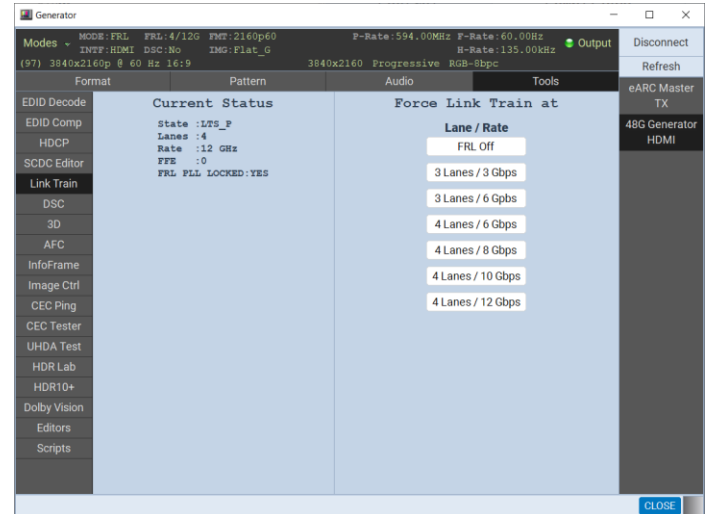 Generator
Modes
MODE:FRL FRL:4/12G FMT:2160p60 P-Rate:594.00MHz F-Rate:60.00Hz
INTF:HDMI DSC:No IMG:Flat_G H-Rate:135.00kHz
Output
(97) 3840x2160p @ 60 Hz 16:9 3840x2160 Progressive RGB-8bpc
Disconnect
Refresh
Format Pattern Audio Tools
eARC Master TX
48G Generator HDMI
EDID Decode
EDID Comp
HDCP
SCDC Editor
Link Train
DSC
3D
AFC
InfoFrame
Image Ctrl
CEC Ping
CEC Tester
UHDA Test
HDR Lab
HDR10+
Dolby Vision
Editors
Scripts
Current Status
State :LTS_P
Lanes :4
Rate :12 GHz
FFE :0
FRL PLL LOCKED:YES
Force Link Train at
Lane / Rate
FRL Off
3 Lanes / 3 Gbps
3 Lanes / 6 Gpbs
4 Lanes / 6 Gbps
4 Lanes / 8 Gbps
4 Lanes / 10 Gbps
4 Lanes / 12 Gbps
CLOSE